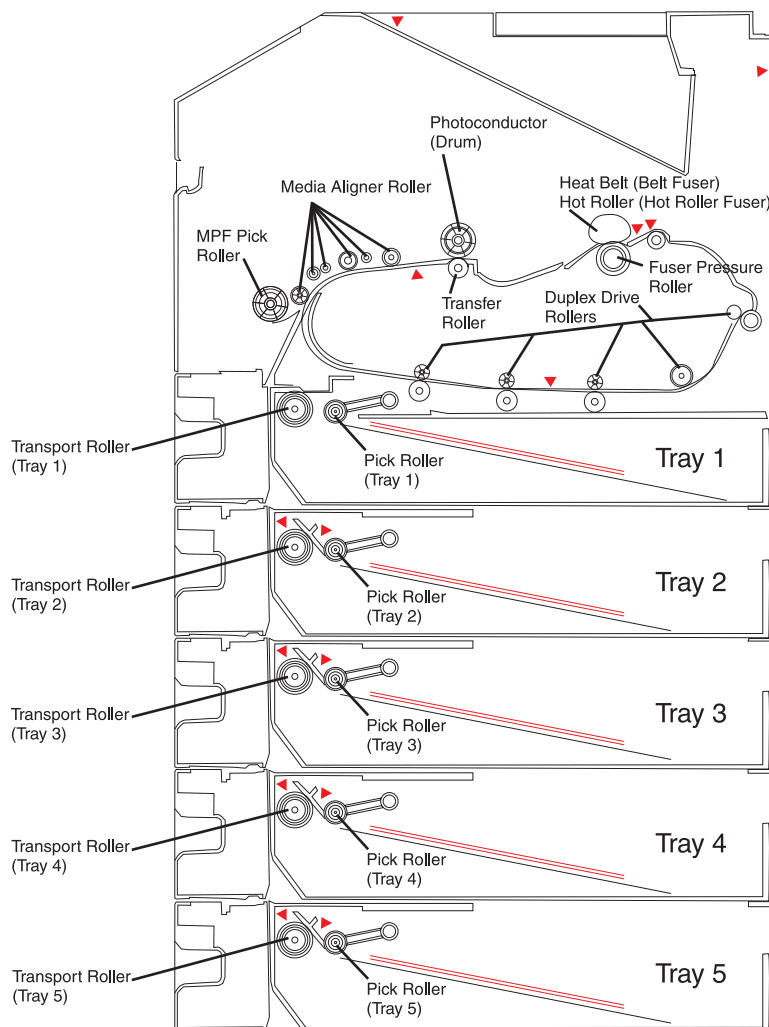 Photoconductor
(Drum)
Media Aligner Roller
Heat Belt (Belt Fuser)
Hot Roller (Hot Roller Fuser)
MPF Pick
Roller
Fuser Pressure
Roller
Transfer
Roller
Duplex Drive
Rollers
Transport Roller
(Tray 1)
Pick Roller
(Tray 1)
Tray 1
Transport Roller
(Tray 2)
Pick Roller
(Tray 2)
Tray 2
Transport Roller
(Tray 3)
Pick Roller
(Tray 3)
Tray 3
Transport Roller
(Tray 4)
Pick Roller
(Tray 4)
Tray 4
Transport Roller
(Tray 5)
Pick Roller
(Tray 5)
Tray 5